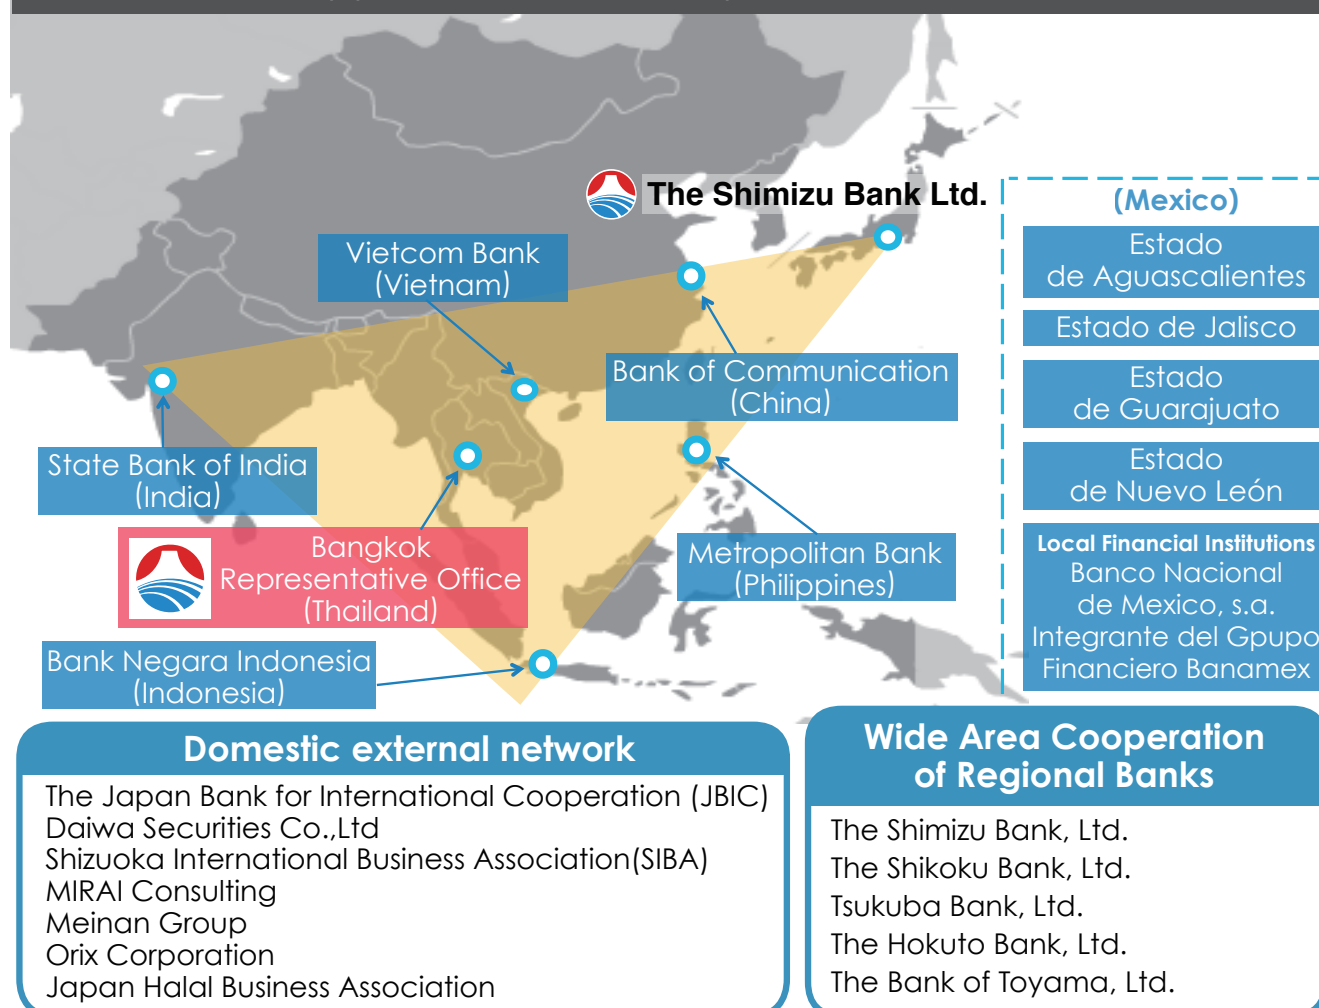 The Shimizu Bank Ltd.
Vietcom Bank
(Vietnam)
Bank of Communication
(China)
State Bank of India
(India)
Bangkok
Representative Office
(Thailand)
Metropolitan Bank
(Philippines)
Bank Negara Indonesia
(Indonesia)
(Mexico)
Estado
de Aguascalientes
Estado de Jalisco
Estado
de Guarajuato
Estado
de Nuevo León
Local Financial Institutions
Banco Nacional
de Mexico, s.a.
Integrante del Gpupo
Financiero Banamex
Domestic external network
The Japan Bank for International Cooperation (JBIC)
Daiwa Securities Co.,Ltd
Shizuoka International Business Association(SIBA)
MIRAI Consulting
Meinan Group
Orix Corporation
Japan Halal Business Association
Wide Area Cooperation
of Regional Banks
The Shimizu Bank, Ltd.
The Shikoku Bank, Ltd.
Tsukuba Bank, Ltd.
The Hokuto Bank, Ltd.
The Bank of Toyama, Ltd.